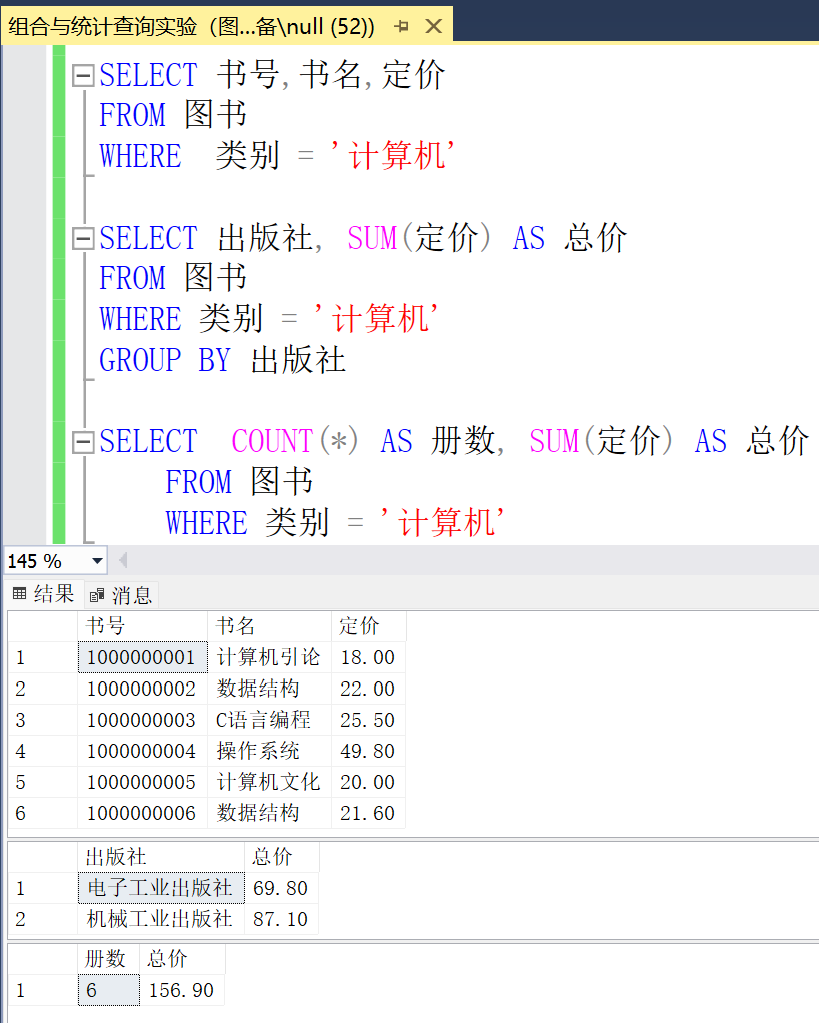 组合与统计查询实验（图...备\null (52))
SELECT 书号,书名,定价
FROM 图书
WHERE  类别 = '计算机'
SELECT 出版社, SUM(定价) AS 总价
FROM 图书
WHERE 类别 = '计算机'
GROUP BY 出版社
SELECT  COUNT(*) AS 册数, SUM(定价) AS 总价
FROM 图书
WHERE 类别 = '计算机'
145 %
结果 消息
书号 书名 定价
1 1000000001 计算机引论 18.00
2 1000000002 数据结构 22.00
3 1000000003 C语言编程 25.50
4 1000000004 操作系统 49.80
5 1000000005 计算机文化 20.00
6 1000000006 数据结构 21.60
出版社 总价
1 电子工业出版社 69.80
2 机械工业出版社 87.10
册数 总价
1 6 156.90